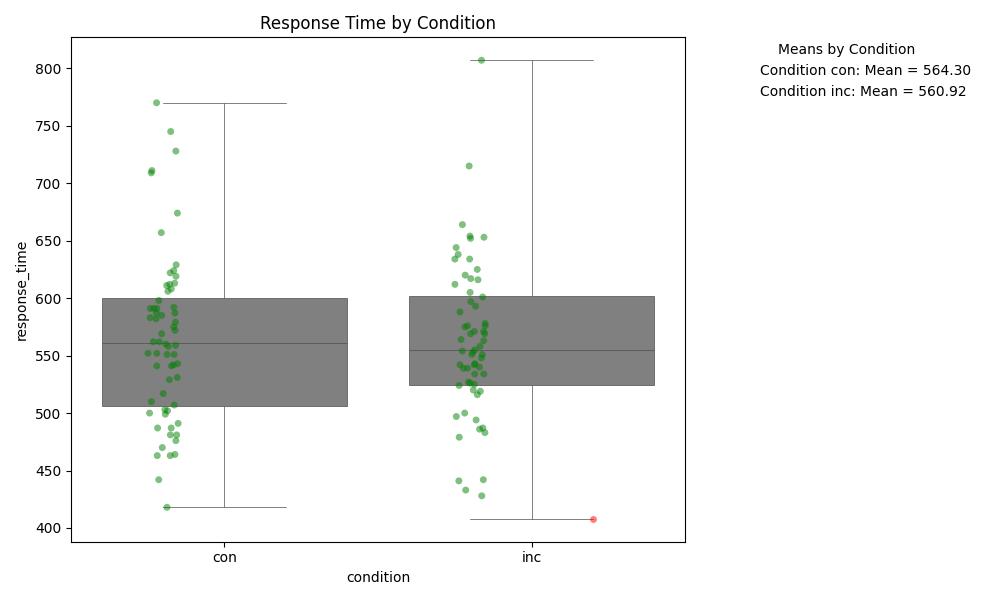 Response Time by Condition
Means by Condition
Condition con: Mean = 564.30
Condition inc: Mean = 560.92
response_time
800
750
700
650
600
550
500
450
400
con
inc
condition